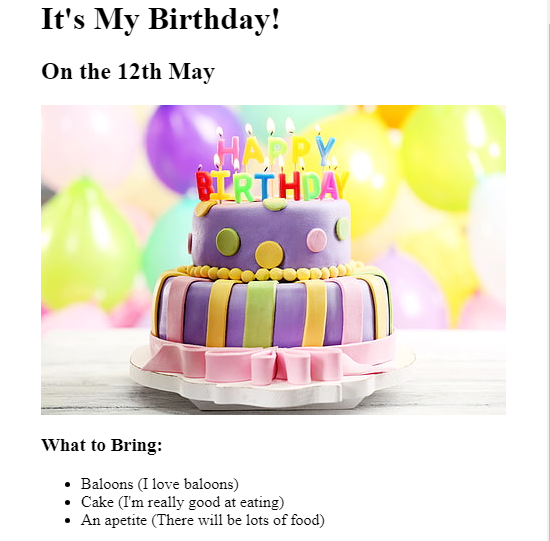 It's My Birthday!
On the 12th May
HAPPY
BIRTHDAY
What to Bring:
Baloons (I love baloons)
Cake (I'm really good at eating)
An apetite (There will be lots of food)